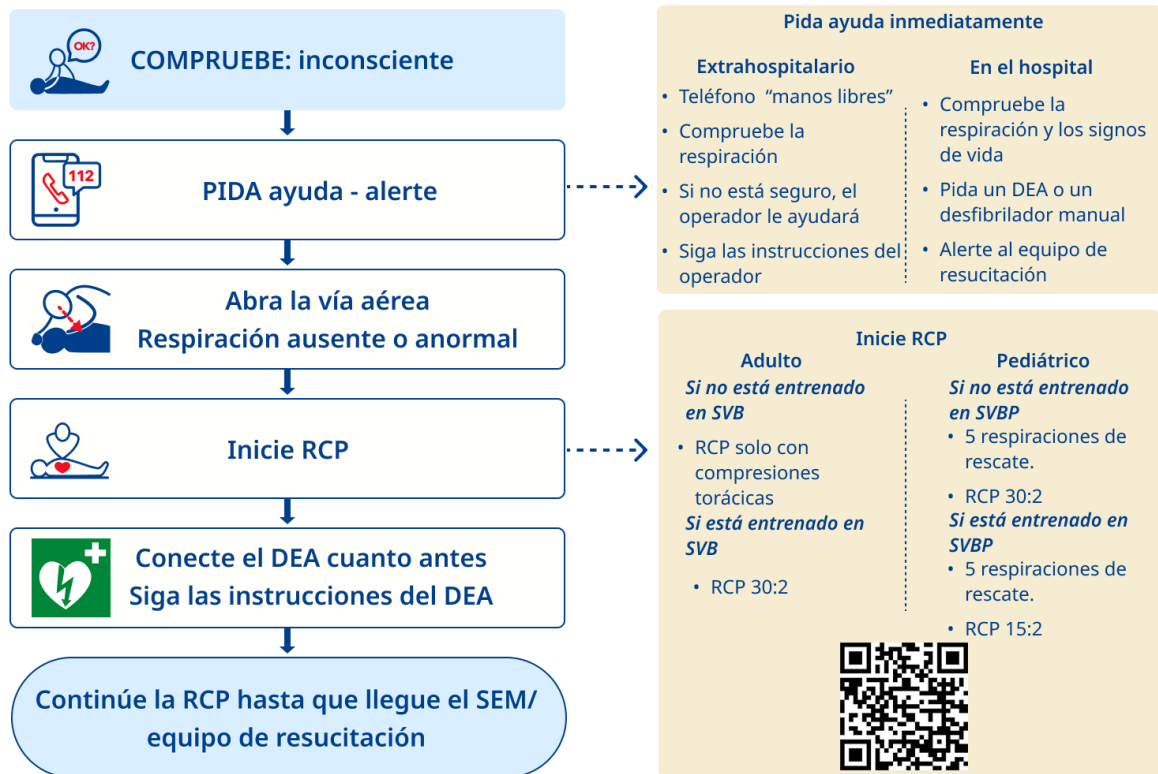 OK?
COMPRUEBE: inconsciente
112
PIDA ayuda - alerte
Abra la vía aérea
Respiración ausente o anormal
Inicie RCP
Conecte el DEA cuanto antes
Siga las instrucciones del DEA
Continúe la RCP hasta que llegue el SEM/
equipo de resucitación
Pida ayuda inmediatamente
Extrahospitalario
• Teléfono “manos libres”
• Compruebe la
respiración
• Si no está seguro, el
operador le ayudará
• Siga las instrucciones del
operador
En el hospital
• Compruebe la
respiración y los signos
de vida
• Pida un DEA o un
desfibrilador manual
• Alerte al equipo de
resucitación
Inicie RCP
Adulto
Si no está entrenado
en SVB
• RCP solo con
compresiones
torácicas
Si está entrenado en
SVB
• RCP 30:2
Pediátrico
Si no está entrenado
en SVBP
• 5 respiraciones de
rescate.
• RCP 30:2
Si está entrenado en
SVBP
• 5 respiraciones de
rescate.
• RCP 15:2